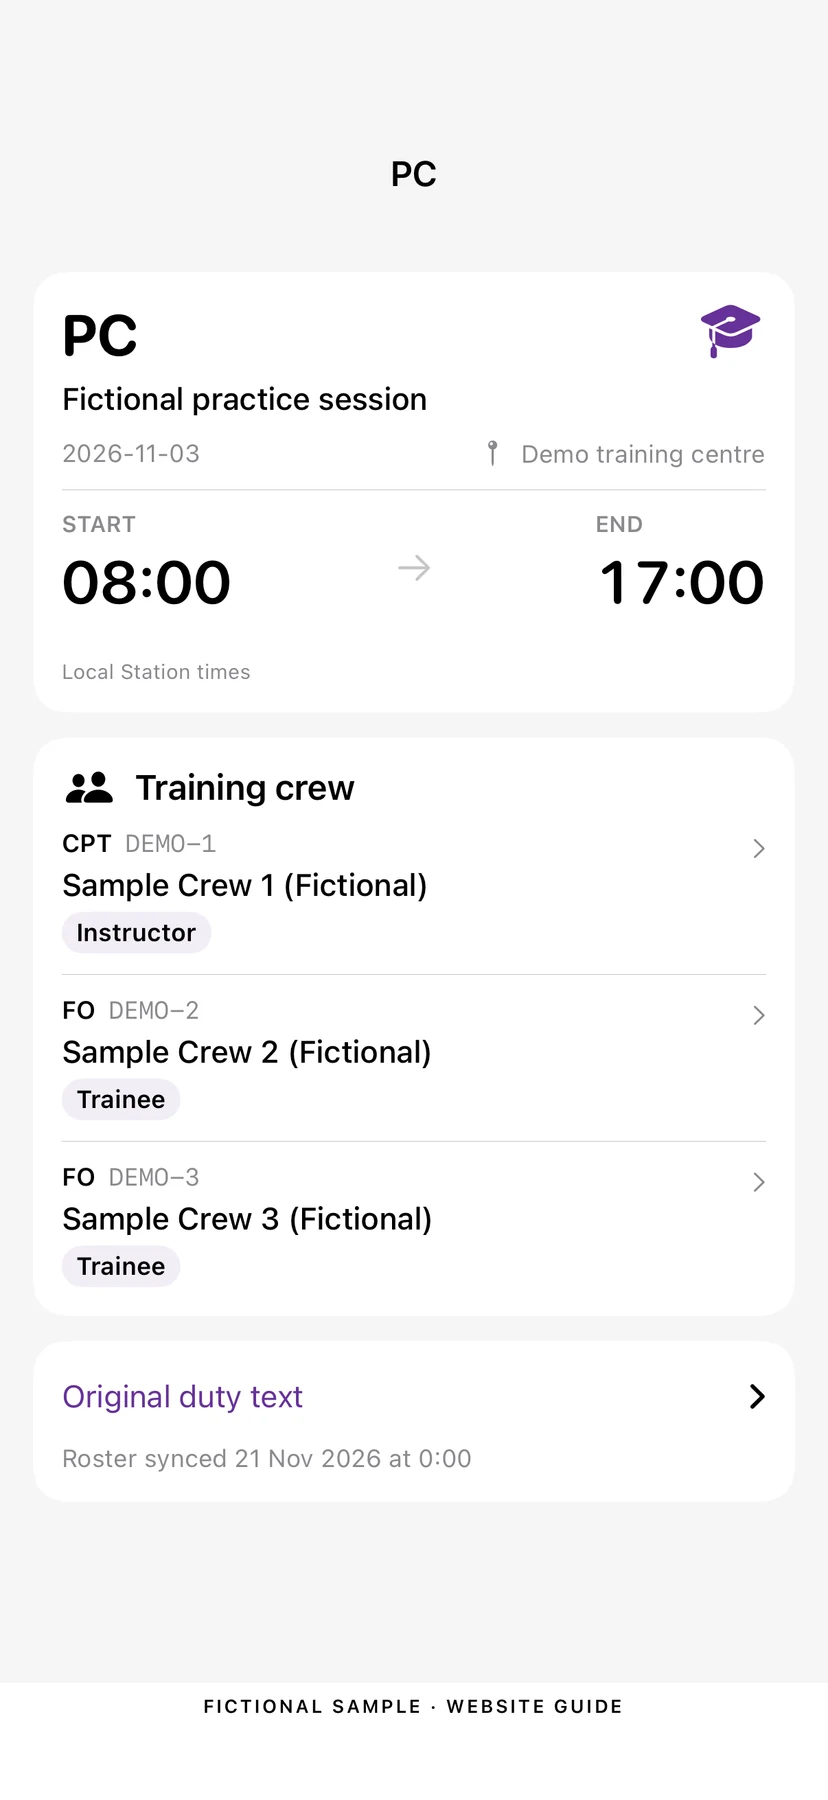 PC
PC
Fictional practice session
2026-11-03 Demo training centre
START END
08:00 17:00
Local Station times
Training crew
CPT DEMO–1
Sample Crew 1 (Fictional)
Instructor
FO DEMO–2
Sample Crew 2 (Fictional)
Trainee
FO DEMO–3
Sample Crew 3 (Fictional)
Trainee
Original duty text
Roster synced 21 Nov 2026 at 0:00
FICTIONAL SAMPLE · WEBSITE GUIDE